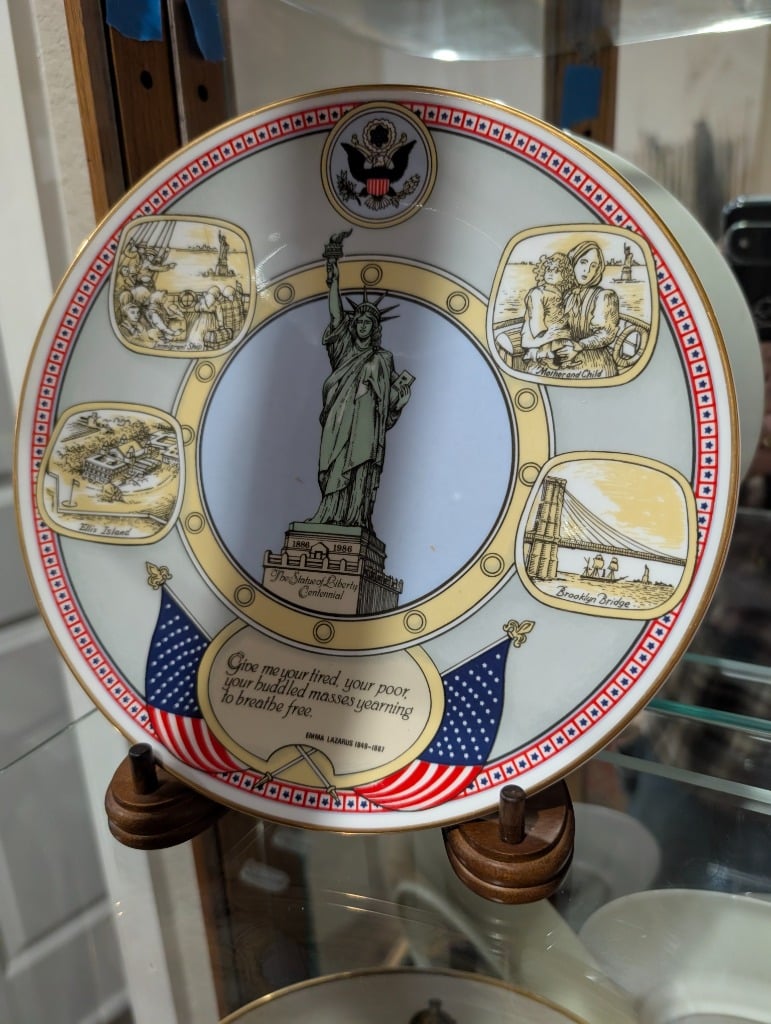 Immigrant Ship
Mother and Child
Ellis Island
Brooklyn Bridge
1886 1986
The Statue of Liberty
Centennial
Give me your tired, your poor,
your huddled masses yearning
to breathe free.
EMMA LAZARUS 1849-1887